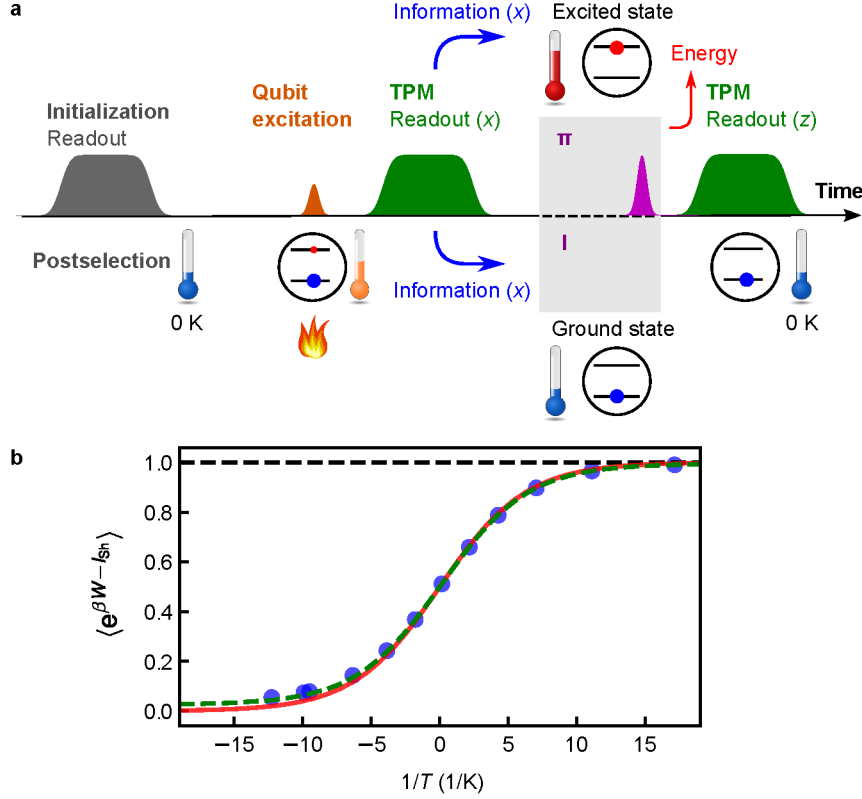 a
Information (x)
Excited state
Energy
Initialization
Readout
Qubit
excitation
TPM
Readout (x)
TPM
Readout (z)
π
Time
Postselection
I
Information (x)
0 K
0 K
Ground state
b
⟨e^{βW−I_{Sh}}⟩
1.0
0.8
0.6
0.4
0.2
0.0
−15 −10 −5 0 5 10 15
1/T (1/K)